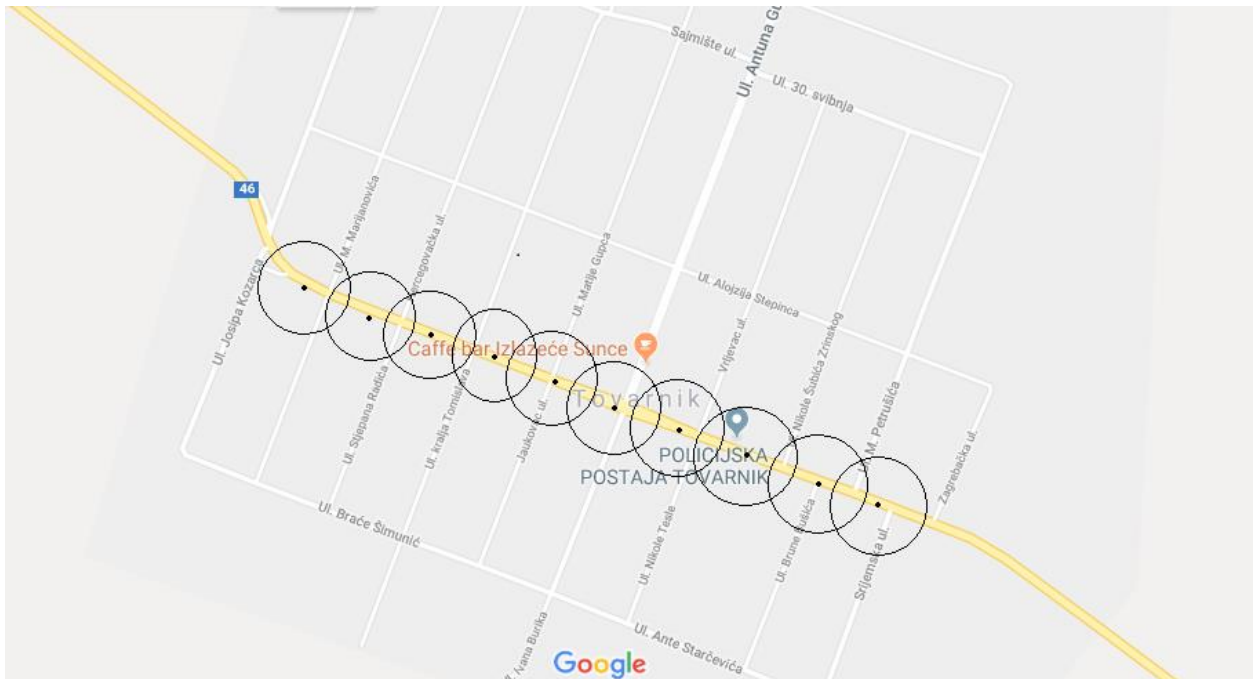 Sajmište ul.
Ul. Antuna Gu
Ul. 30. svibnja
46
Ul. M. Marijanovića
ercegovačka ul.
Ul. Matije Gupca
Ul. Josipa Kozarca
Ul. Alojzija Stepinca
Caffe bar Izlazeće Sunce
Vrljevac ul.
Nikole Šubića Zrinskog
Ul. Stjepana Radića
Ul. kralja Tomislava
Jaukovac ul.
Tovarnik
Ul. M. Petrušića
POLICIJSKA
POSTAJA TOVARNIK
Zagrebačka ul.
Ul. Braće Šimunić
Ul. Nikole Tesle
Ul. Brune Bušića
Srijemska ul.
Ivana Burika
Ul. Ante Starčevića
Google